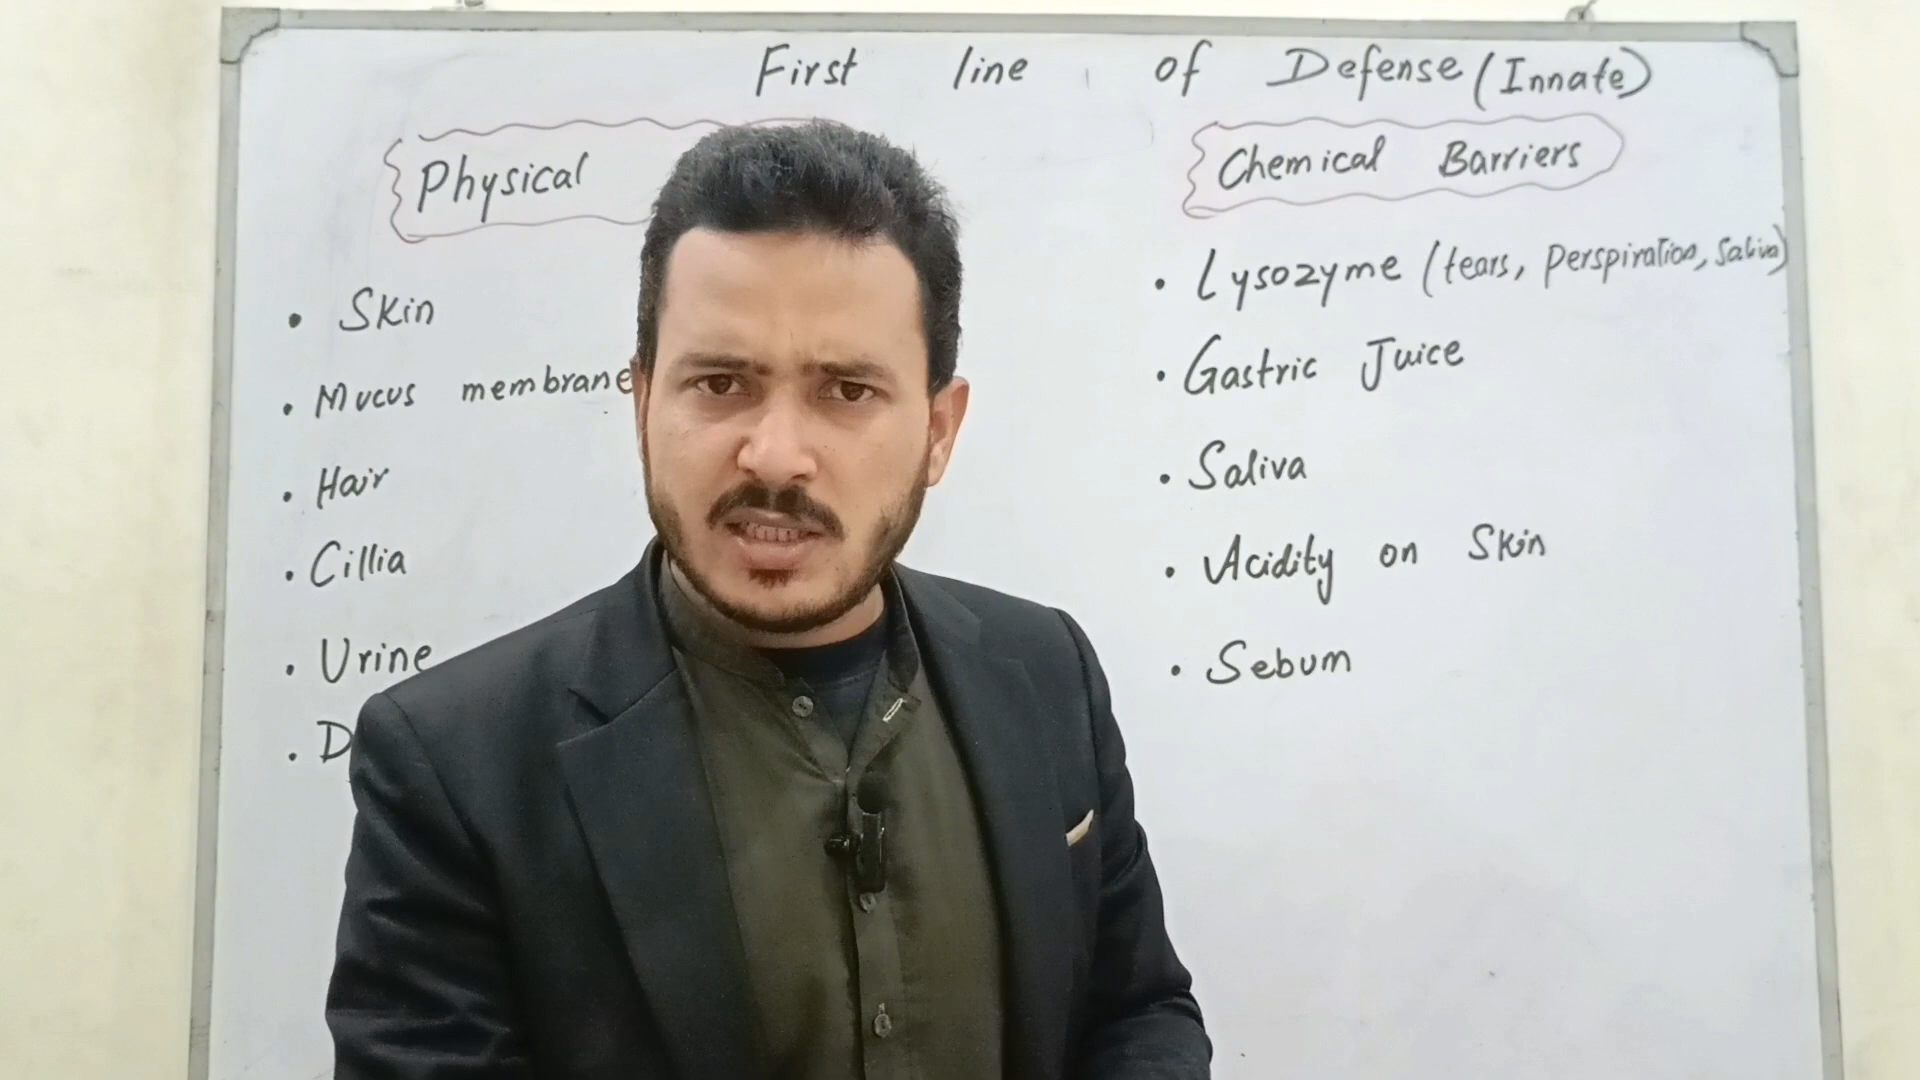 First line of Defense (Innate)
Physical
• Skin
• Mucus membrane
• Hair
• Cillia
• Urine
• D
Chemical Barriers
• Lysozyme (tears, Perspiration, Saliva)
• Gastric Juice
• Saliva
• Acidity on Skin
• Sebum